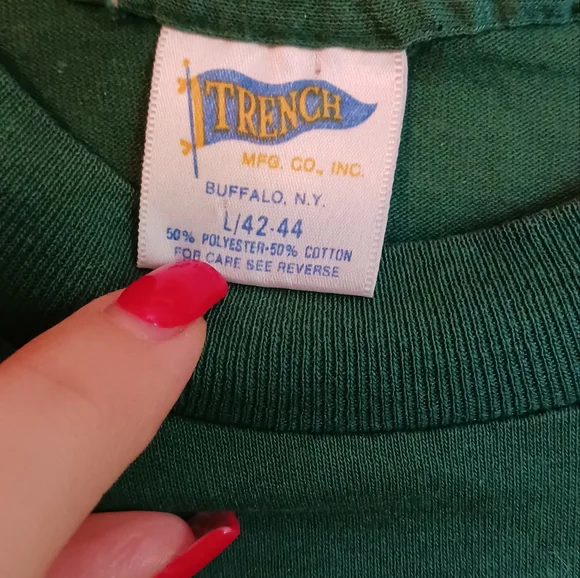 TRENCH
MFG. CO., INC.
BUFFALO, N.Y.
L/42-44
50% POLYESTER•50% COTTON
FOR CARE SEE REVERSE